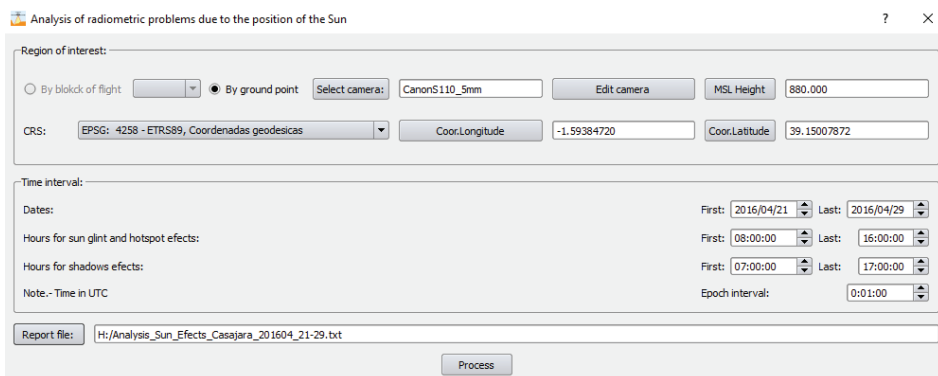 Analysis of radiometric problems due to the position of the Sun ? ×
Region of interest:
By blokck of flight By ground point Select camera: CanonS110_5mm Edit camera MSL Height 880.000
CRS: EPSG: 4258 - ETRS89, Coordenadas geodesicas Coor.Longitude -1.59384720 Coor.Latitude 39.15007872
Time interval:
Dates: First: 2016/04/21 Last: 2016/04/29
Hours for sun glint and hotspot efects: First: 08:00:00 Last: 16:00:00
Hours for shadows efects: First: 07:00:00 Last: 17:00:00
Note.- Time in UTC Epoch interval: 0:01:00
Report file: H:/Analysis_Sun_Efects_Casajara_201604_21-29.txt
Process